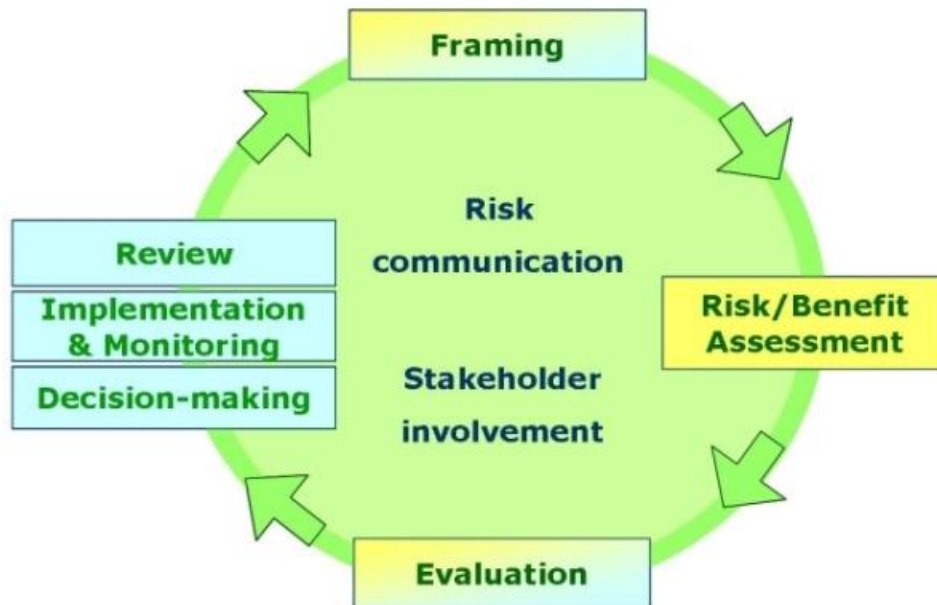 Framing
Risk
communication
Review
Implementation
& Monitoring
Decision-making
Risk/Benefit
Assessment
Stakeholder
involvement
Evaluation